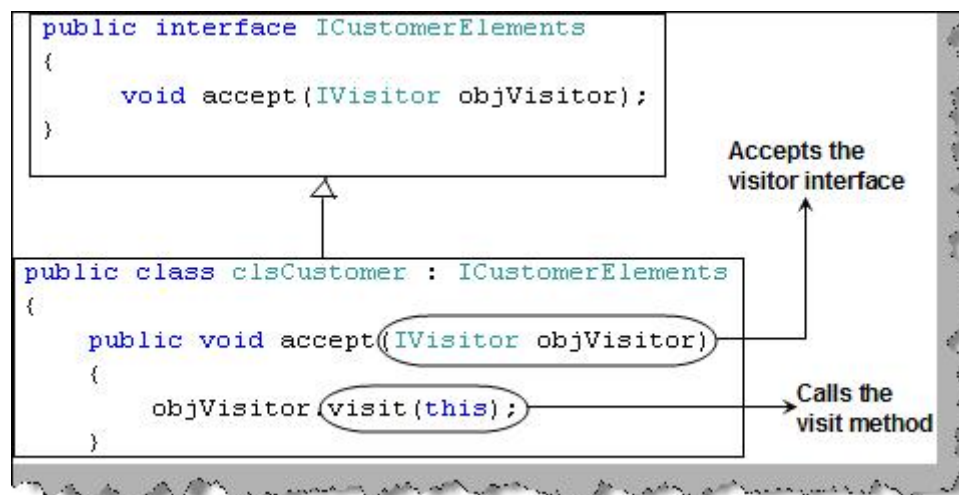 public interface ICustomerElements
{
void accept(IVisitor objVisitor);
}
Accepts the
visitor interface
public class clsCustomer : ICustomerElements
{
public void accept(IVisitor objVisitor)
{
objVisitor.visit(this);
}
Calls the
visit method